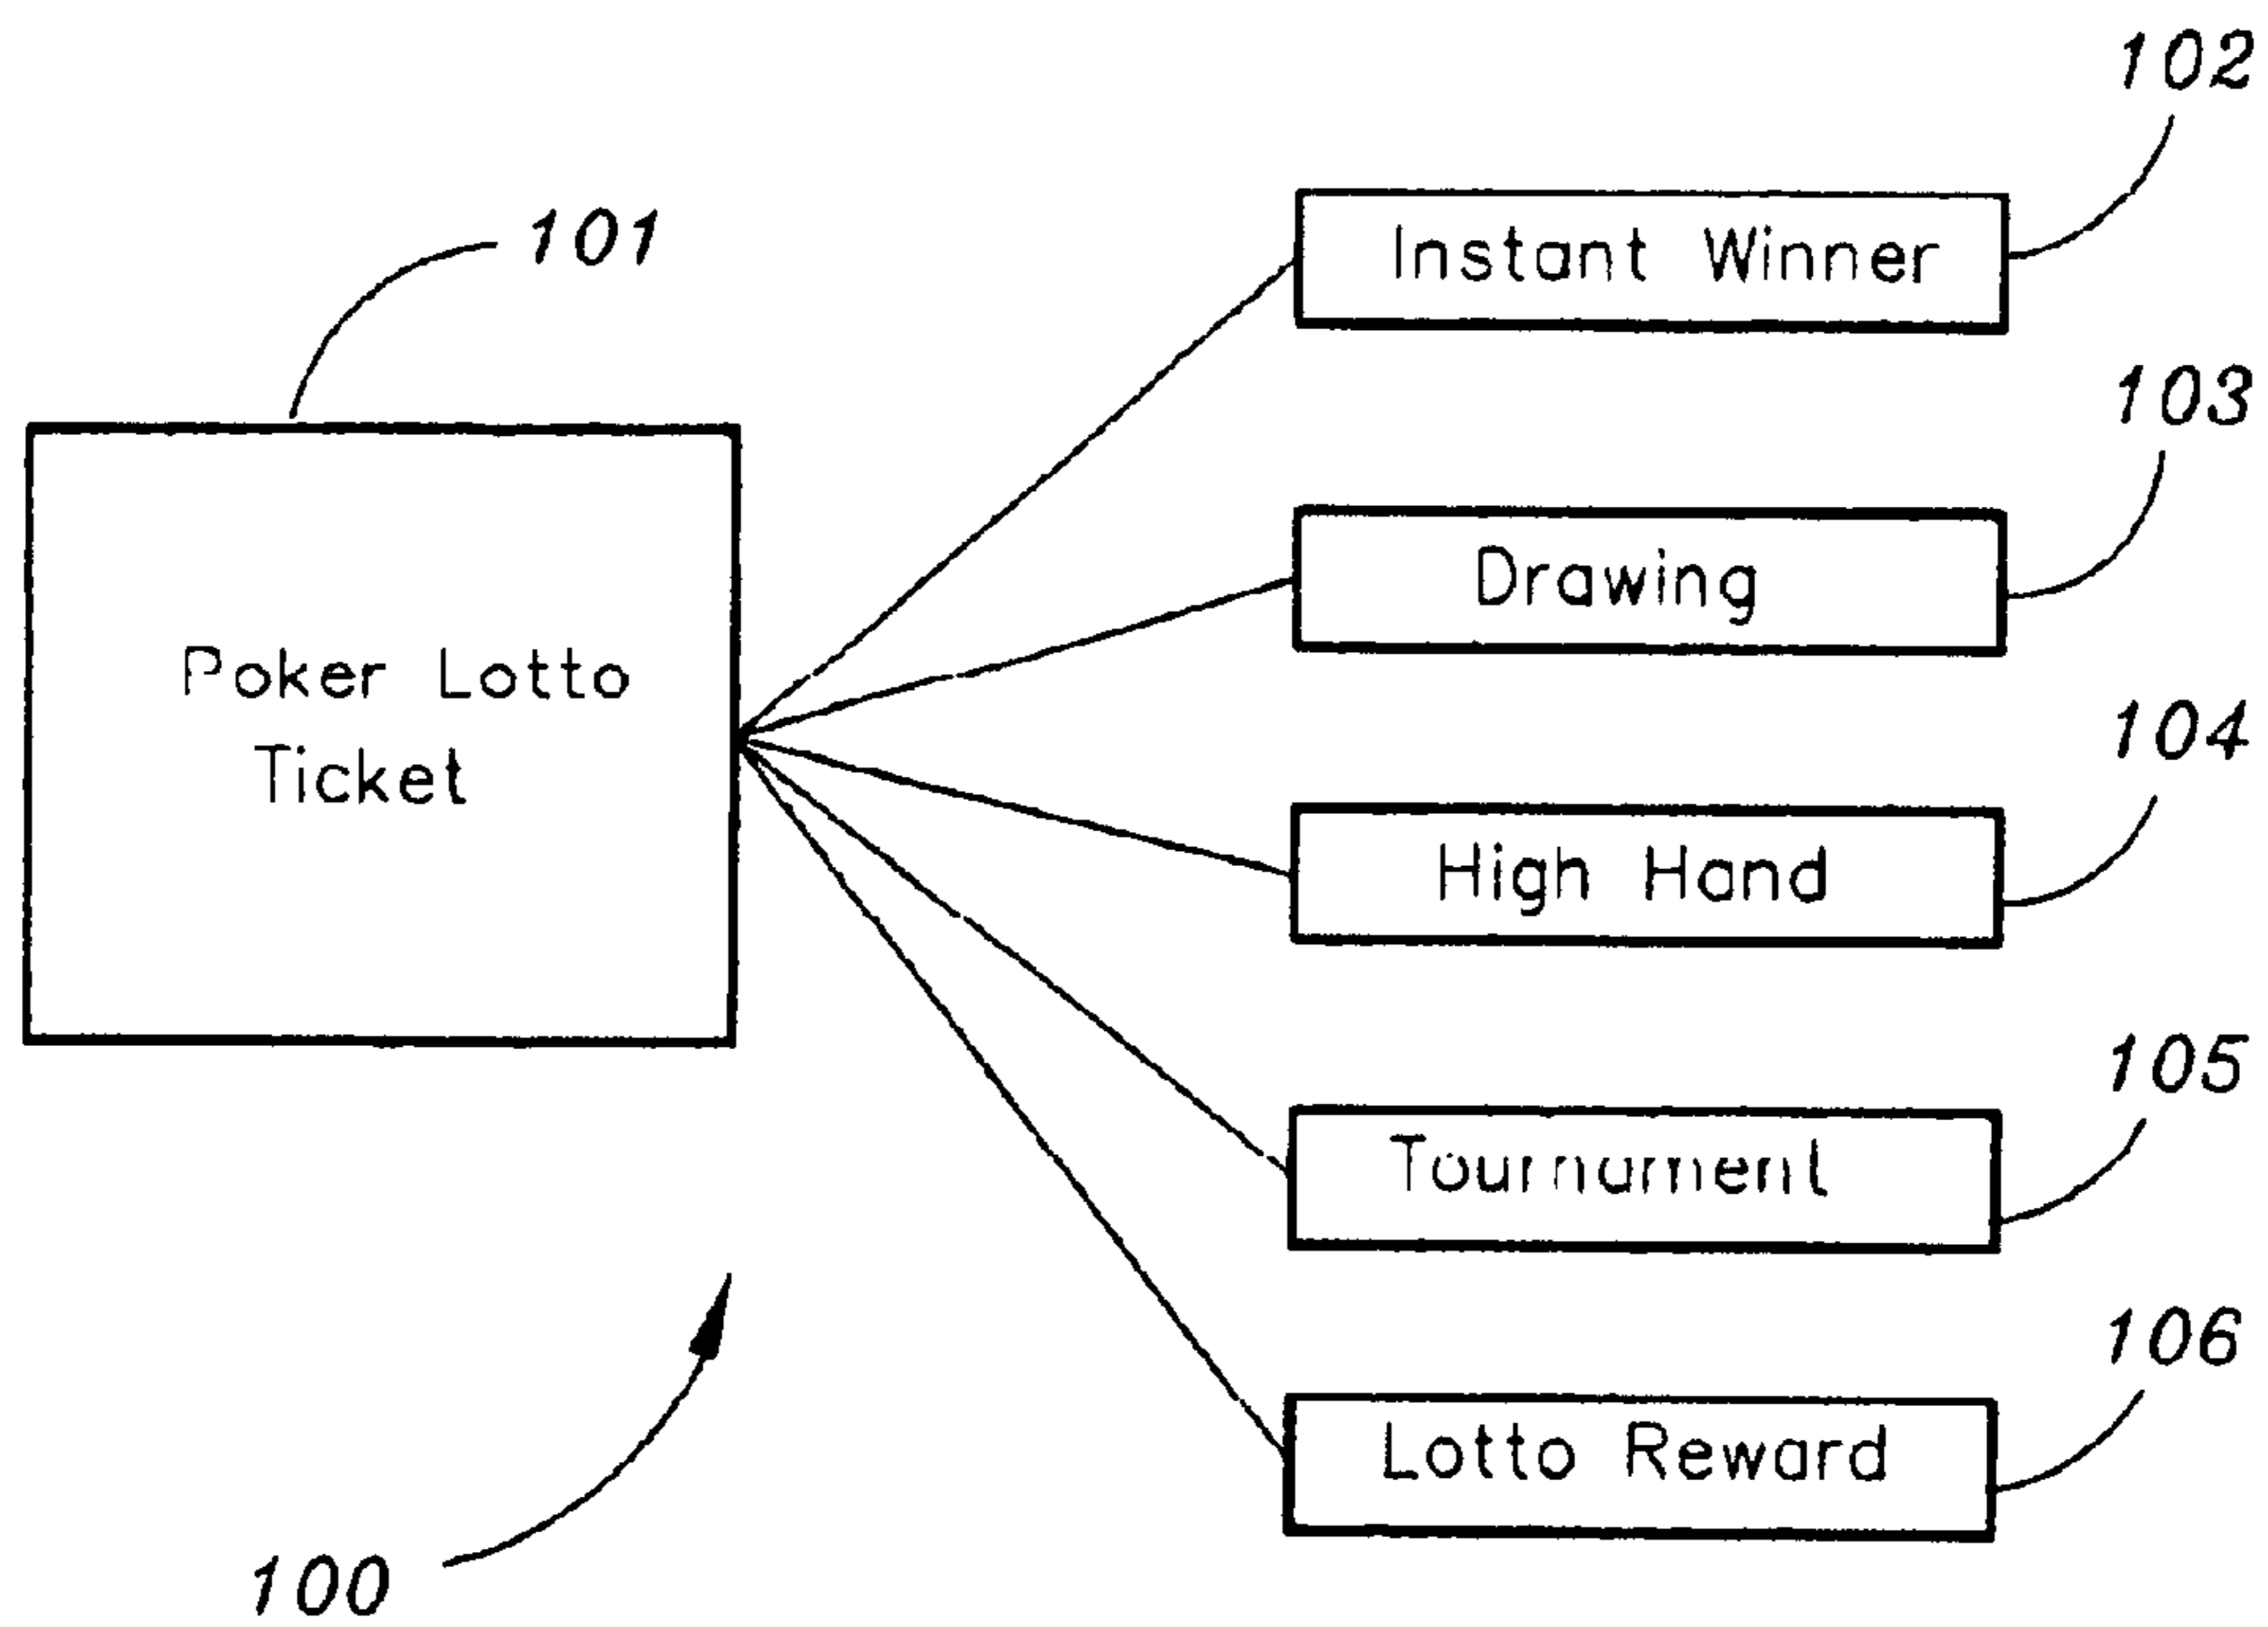 102
Instant Winner
101
103
Drawing
Poker Lotto
Ticket
104
High Hand
105
Tournament
106
Lotto Reward
100